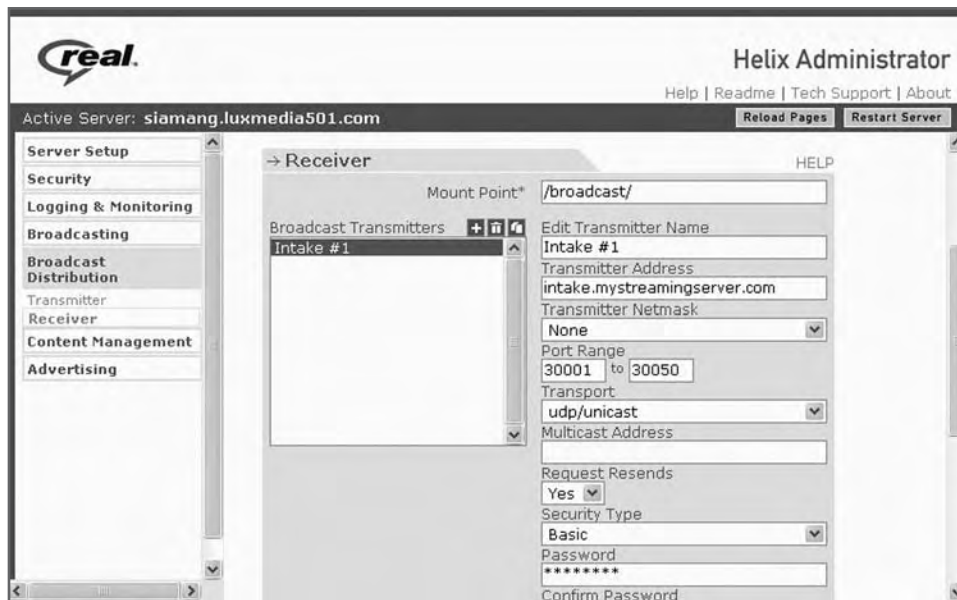 real.
Helix Administrator
Help | Readme | Tech Support | About
Active Server: siamang.luxmedia501.com
Reload Pages
Restart Server
Server Setup
Security
Logging & Monitoring
Broadcasting
Broadcast
Distribution
Transmitter
Receiver
Content Management
Advertising
→ Receiver
HELP
Mount Point*
/broadcast/
Broadcast Transmitters
Intake #1
Edit Transmitter Name
Intake #1
Transmitter Address
intake.mystreamingserver.com
Transmitter Netmask
None
Port Range
30001 to 30050
Transport
udp/unicast
Multicast Address
Request Resends
Yes
Security Type
Basic
Password
********
Confirm Password